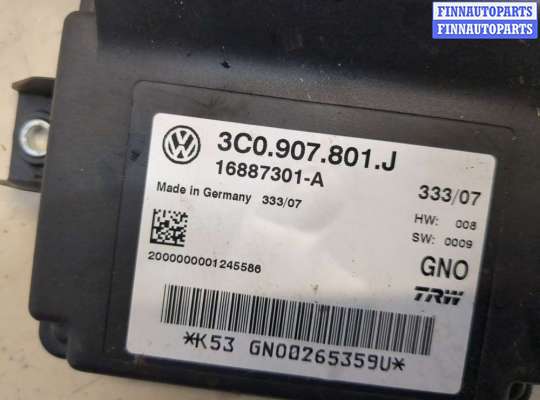 FINNAUTOPARTS
FINNAUTOPARTS
3C0.907.801.J
16887301-A
333/07
Made in Germany 333/07
HW: 008
SW: 0009
2000000001245586
GNO
TRW
*K53 GNO0265359U*